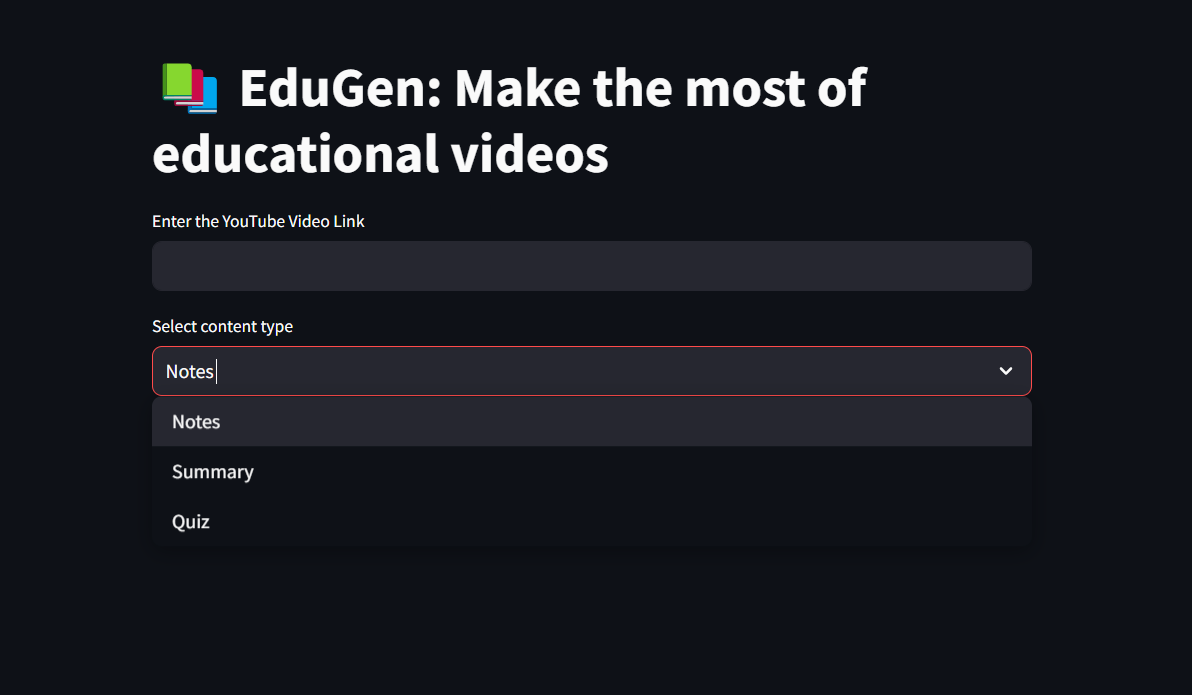 EduGen: Make the most of
educational videos
Enter the YouTube Video Link
Select content type
Notes
Notes
Summary
Quiz